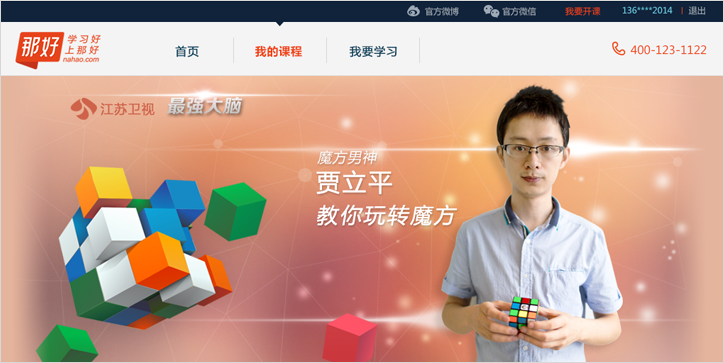 官方微博
官方微信
我要开课
136****2014 | 退出
那好
学习好
上那好
nahao.com
首页
我的课程
我要学习
400-123-1122
江苏卫视
最强大脑
魔方男神
贾立平
教你玩转魔方